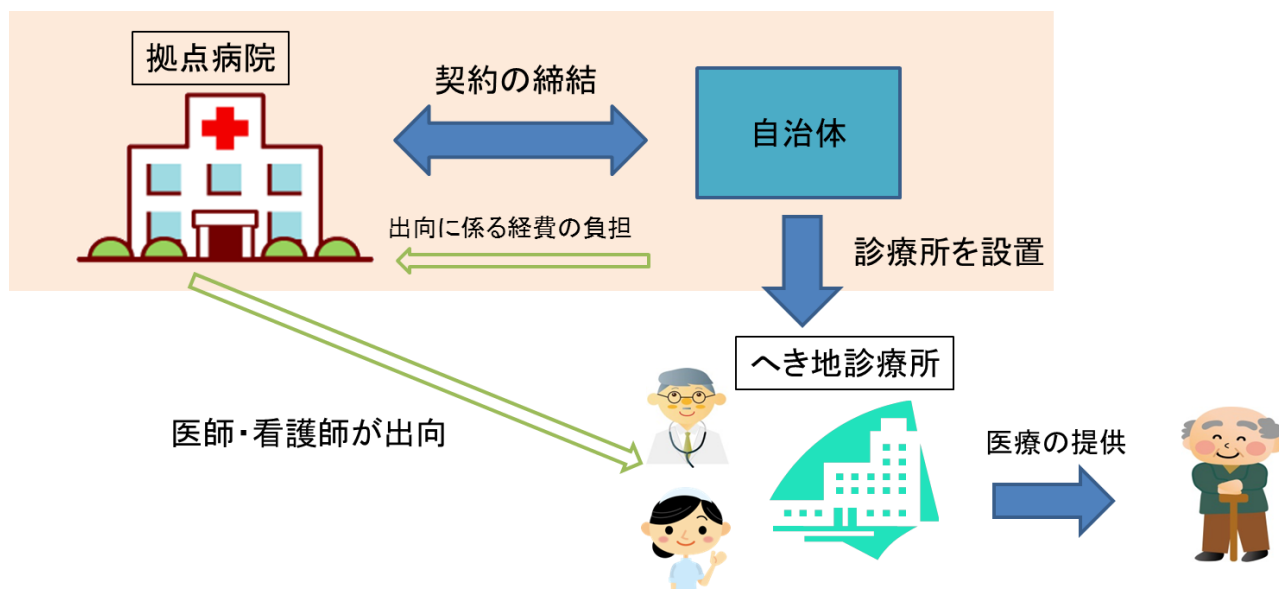 拠点病院
契約の締結
自治体
出向に係る経費の負担
診療所を設置
へき地診療所
医師・看護師が出向
医療の提供